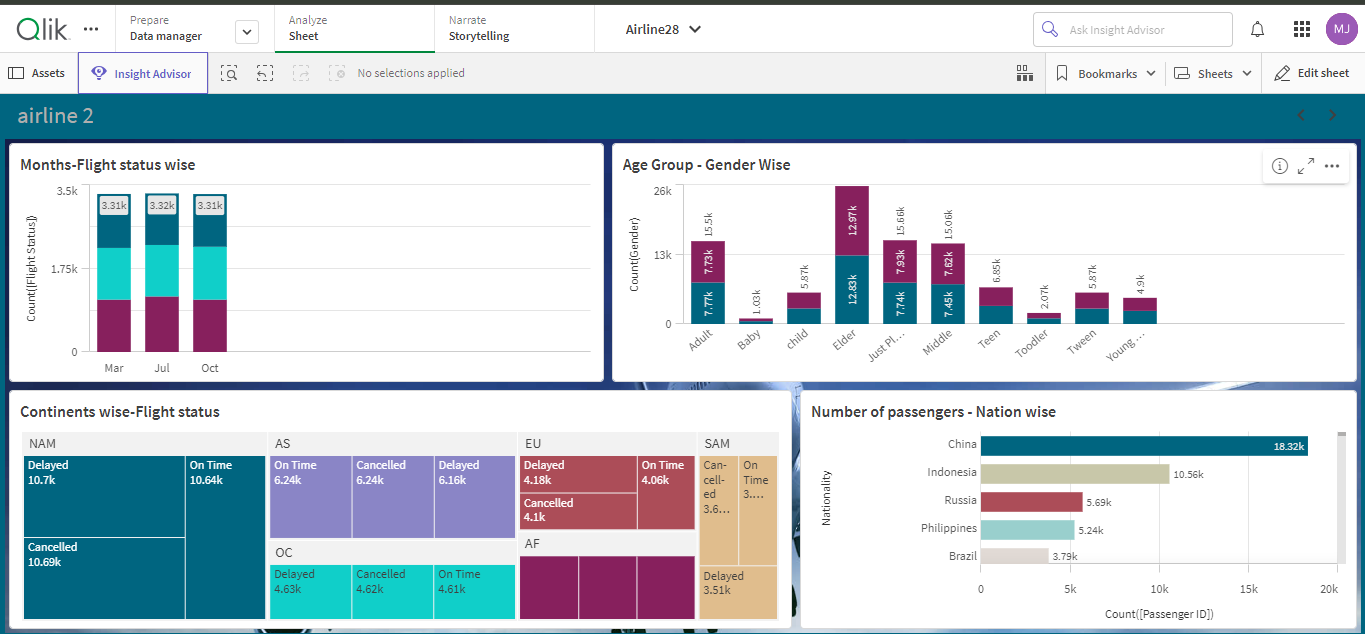 Qlik
Prepare
Data manager
Analyze
Sheet
Narrate
Storytelling
Airline28
Ask Insight Advisor
MJ
Assets
Insight Advisor
No selections applied
Bookmarks
Sheets
Edit sheet
airline 2
Months-Flight status wise
Count([Flight Status])
3.5k
1.75k
0
3.31k
3.32k
3.31k
Mar
Jul
Oct
Age Group - Gender Wise
Count(Gender)
26k
13k
0
15.5k
7.73k
7.77k
1.03k
5.87k
12.97k
12.83k
15.66k
7.93k
7.74k
15.06k
7.62k
7.45k
6.85k
2.07k
5.87k
4.9k
Adult
Baby
child
Elder
Just Pl...
Middle
Teen
Toodler
Tween
Young ...
Continents wise-Flight status
NAM
Delayed
10.7k
On Time
10.64k
Cancelled
10.69k
AS
On Time
6.24k
Cancelled
6.24k
Delayed
6.16k
OC
Delayed
4.63k
Cancelled
4.62k
On Time
4.61k
EU
Delayed
4.18k
On Time
4.06k
Cancelled
4.1k
AF
SAM
Can-
cell-
ed
3.6...
On
Time
3....
Delayed
3.51k
Number of passengers - Nation wise
Nationality
China
18.32k
Indonesia
10.56k
Russia
5.69k
Philippines
5.24k
Brazil
3.79k
0
5k
10k
15k
20k
Count([Passenger ID])